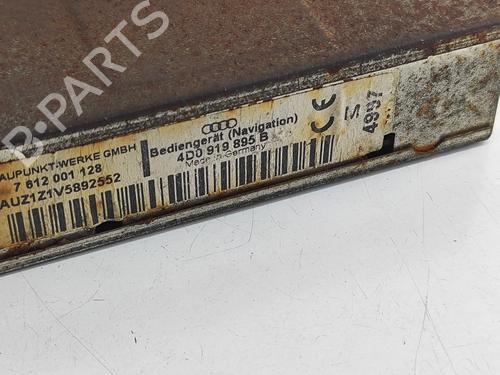 B-PARTS
AUPUNKT-WERKE GMBH
7 612 001 128
AUZ1Z1V5892552
Bediengerät (Navigation)
4D0 919 895 B
Made in Germany
CE
4997